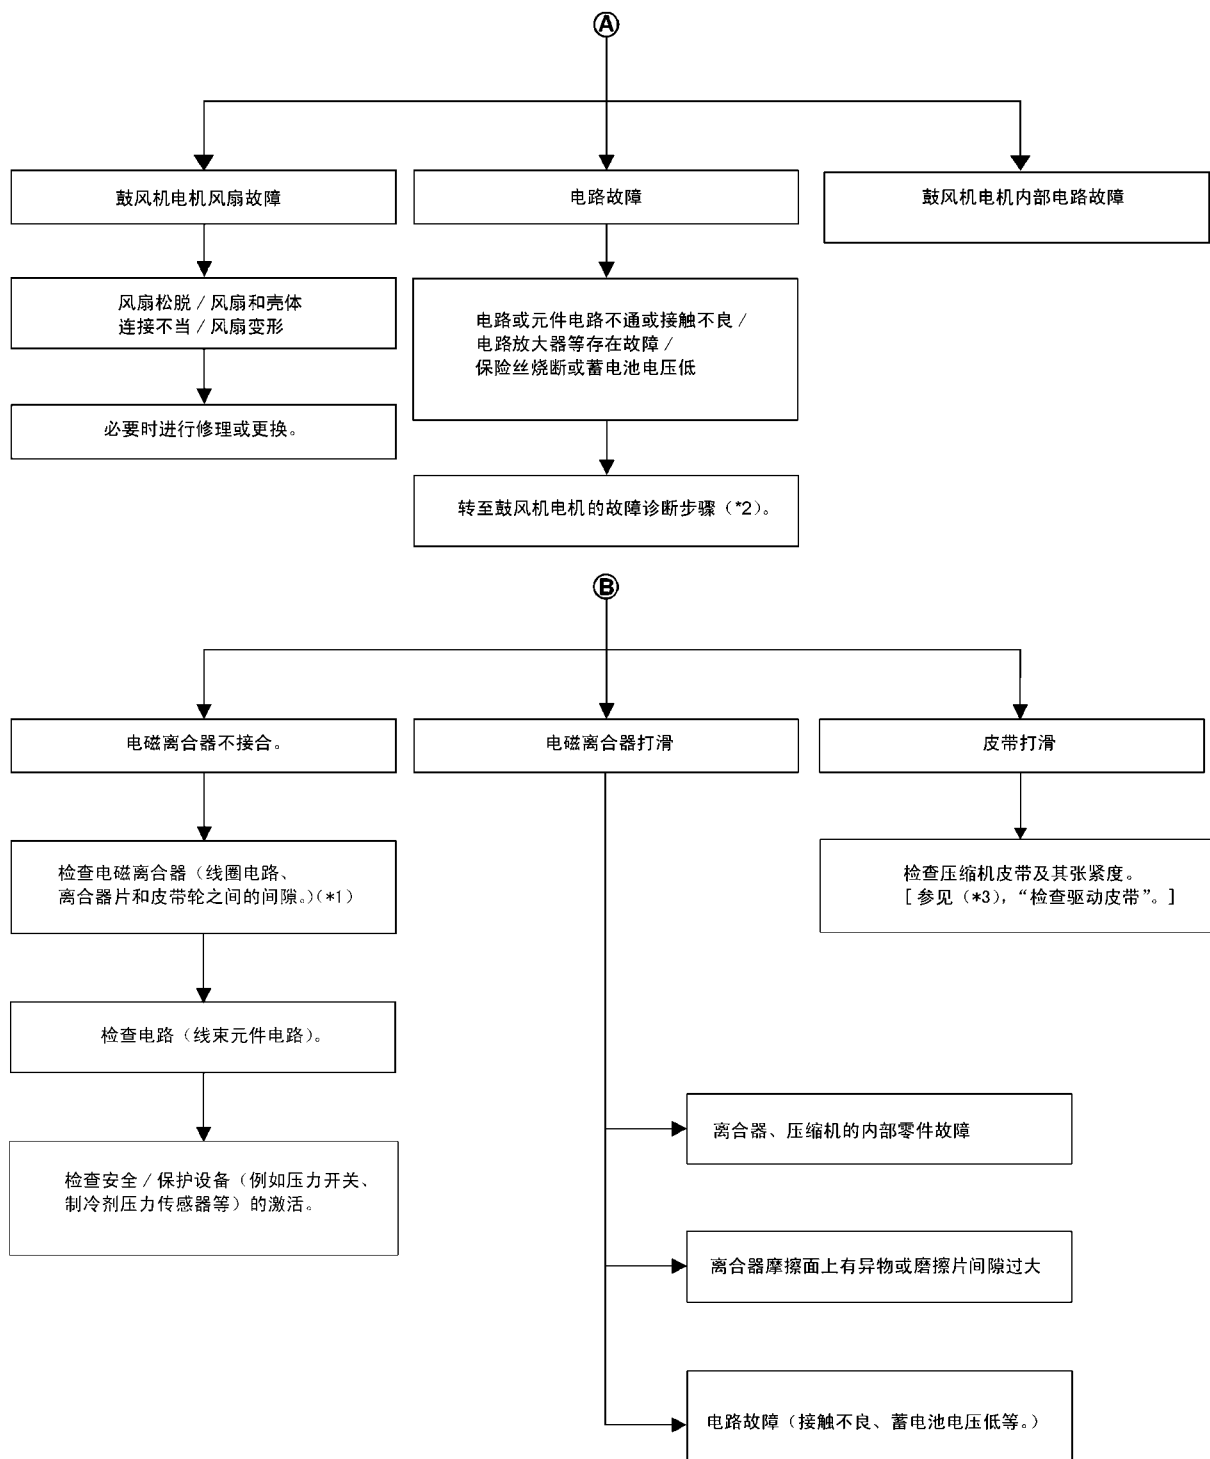 A
鼓风机电机风扇故障
电路故障
鼓风机电机内部电路故障
风扇松脱／风扇和壳体
连接不当／风扇变形
电路或元件电路不通或接触不良／
电路放大器等存在故障／
保险丝烧断或蓄电池电压低
必要时进行修理或更换。
转至鼓风机电机的故障诊断步骤（*2）。
B
电磁离合器不接合。
电磁离合器打滑
皮带打滑
检查电磁离合器（线圈电路、
离合器片和皮带轮之间的间隙。）（*1）
检查压缩机皮带及其张紧度。
[ 参见（*3），“检查驱动皮带”。]
检查电路（线束元件电路）。
检查安全／保护设备（例如压力开关、
制冷剂压力传感器等）的激活。
离合器、压缩机的内部零件故障
离合器摩擦面上有异物或磨擦片间隙过大
电路故障（接触不良、蓄电池电压低等。）